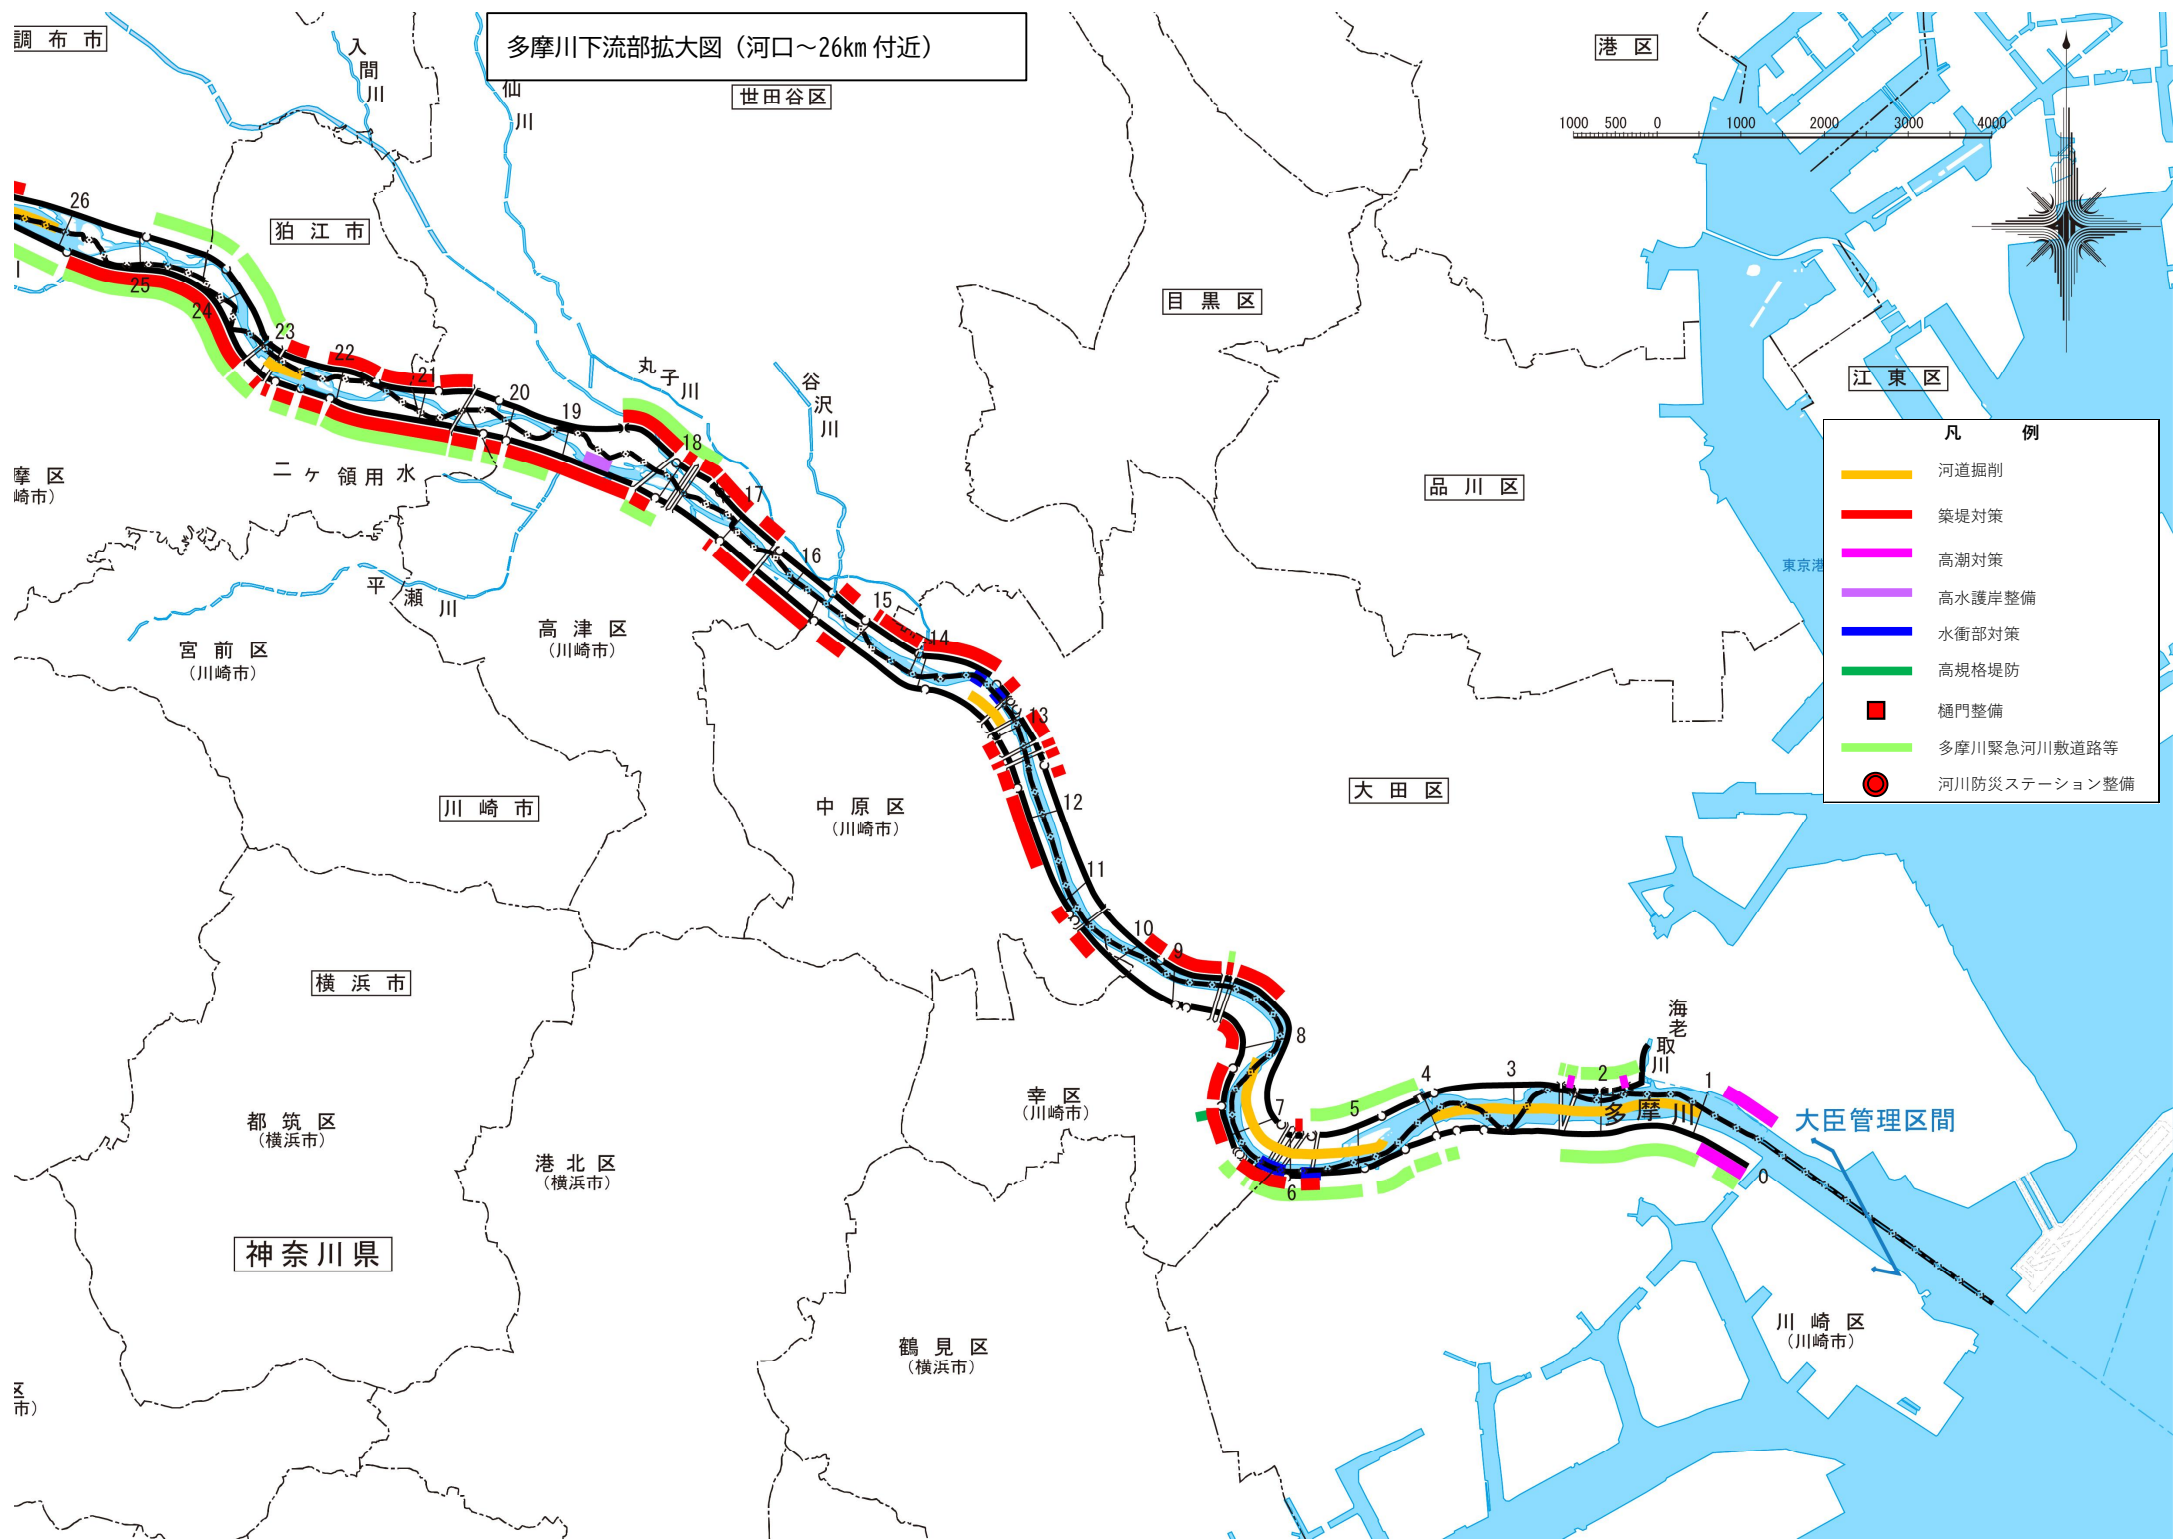 多摩川下流部拡大図（河口～26km付近）
調布市
入間川
仙川
世田谷区
港区
1000 500 0 1000 2000 3000 4000
26
狛江市
25
24
23
22
21
20
19
18
17
16
15
14
13
12
11
10
9
8
7
6
5
4
3
2
1
0
目黒区
丸子川
谷沢川
江東区
凡例
河道掘削
築堤対策
高潮対策
高水護岸整備
水衝部対策
高規格堤防
樋門整備
多摩川緊急河川敷道路等
河川防災ステーション整備
摩区
崎市）
二ヶ領用水
品川区
東京港
平瀬川
宮前区
（川崎市）
高津区
（川崎市）
川崎市
中原区
（川崎市）
大田区
横浜市
海老取川
多摩川
大臣管理区間
都筑区
（横浜市）
幸区
（川崎市）
港北区
（横浜市）
神奈川県
鶴見区
（横浜市）
川崎区
（川崎市）
区
市）